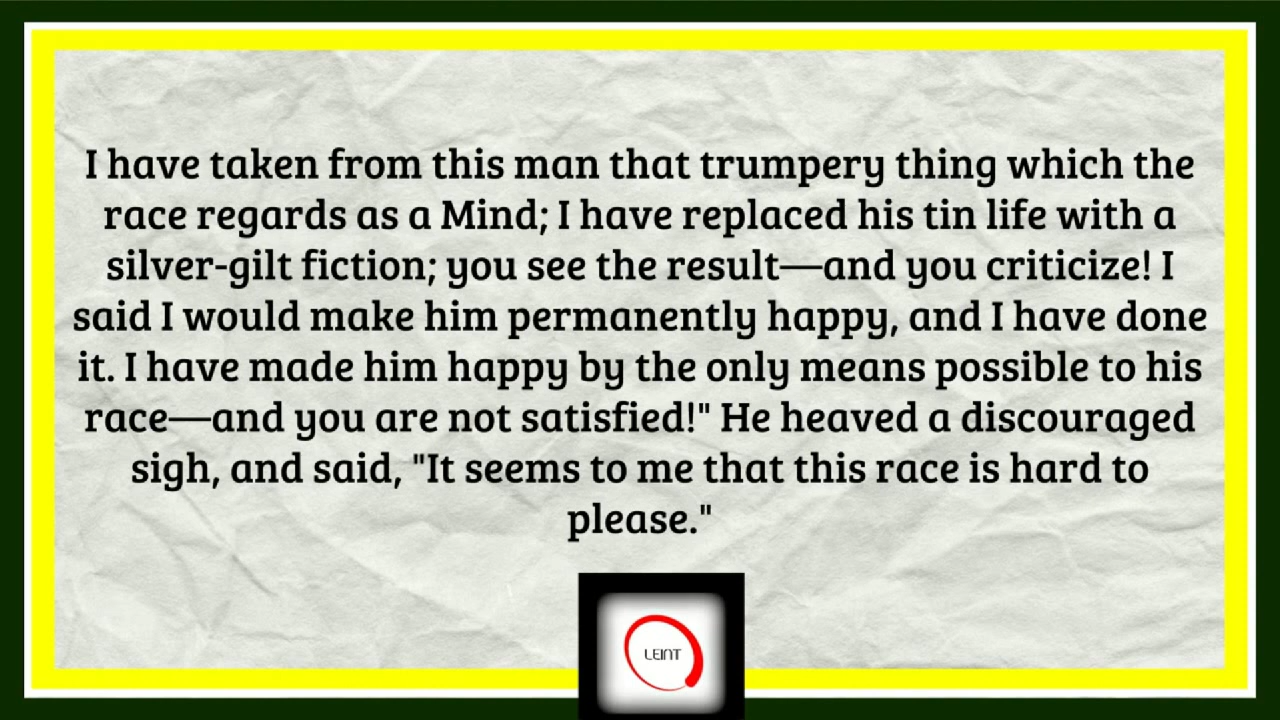 I have taken from this man that trumpery thing which the
race regards as a Mind; I have replaced his tin life with a
silver-gilt fiction; you see the result—and you criticize! I
said I would make him permanently happy, and I have done
it. I have made him happy by the only means possible to his
race—and you are not satisfied!" He heaved a discouraged
sigh, and said, "It seems to me that this race is hard to
please."
LEINT